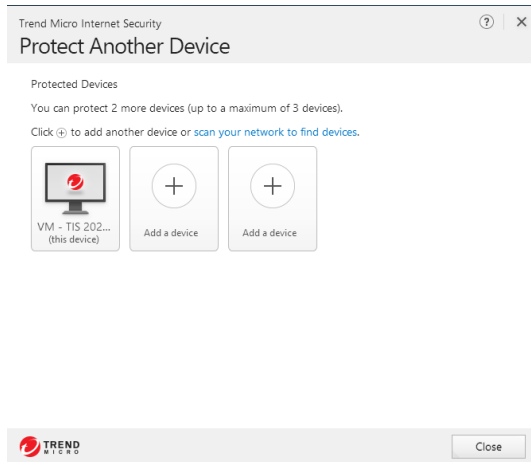 Trend Micro Internet Security
Protect Another Device
Protected Devices
You can protect 2 more devices (up to a maximum of 3 devices).
Click ⊕ to add another device or scan your network to find devices.
VM - TIS 202...
(this device)
Add a device
Add a device
TREND
MICRO
Close